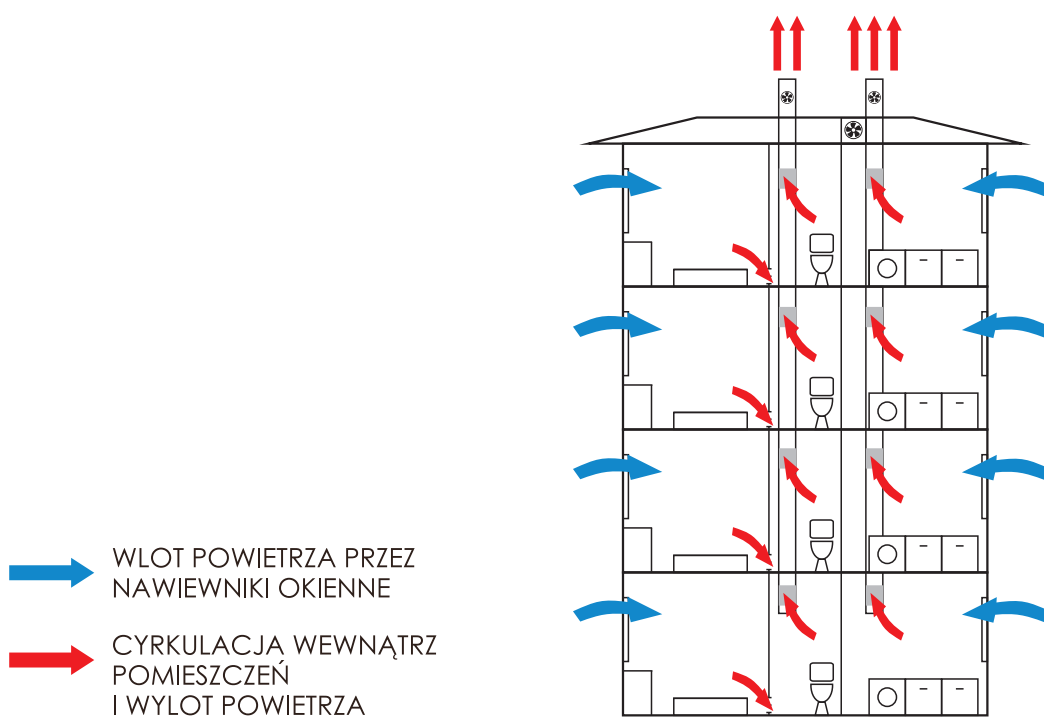 WLOT POWIETRZA PRZEZ
NAWIEWNIKI OKIENNE
CYRKULACJA WEWNĄTRZ
POMIESZCZEŃ
I WYLOT POWIETRZA